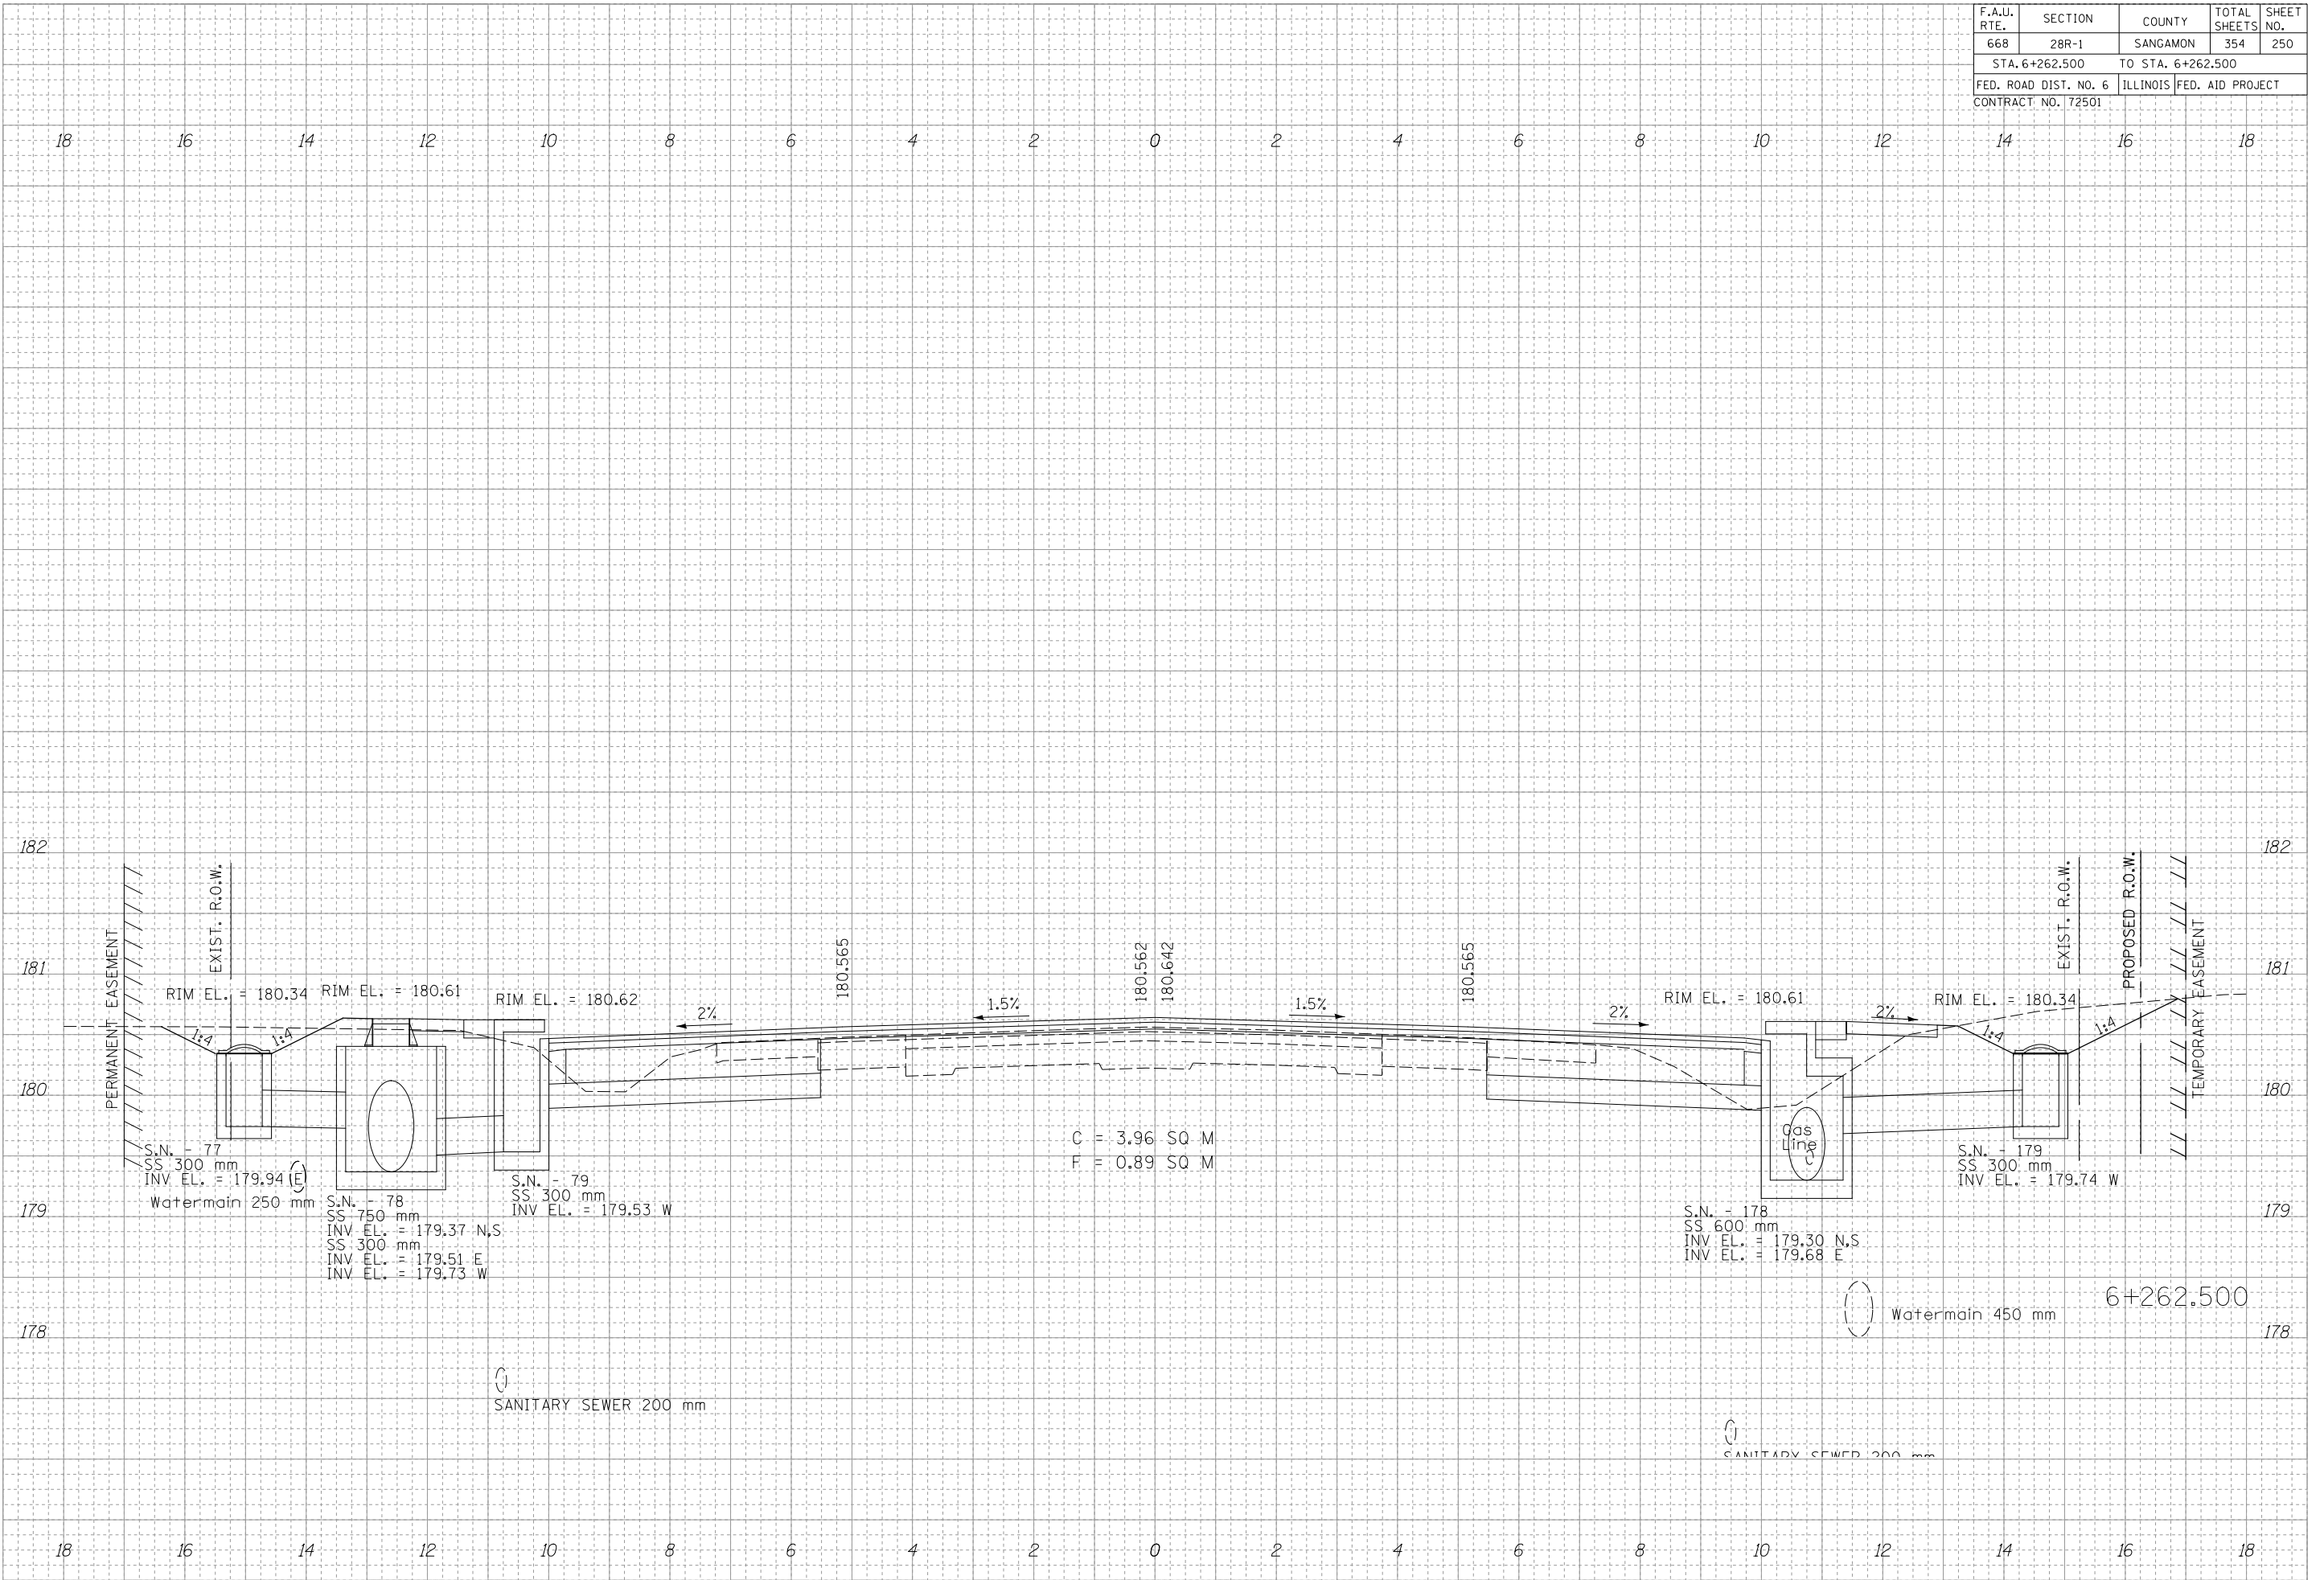 F.A.U. RTE. SECTION COUNTY TOTAL SHEETS SHEET NO.
668 28R-1 SANGAMON 354 250
STA. 6+262.500 TO STA. 6+262.500
FED. ROAD DIST. NO. 6 ILLINOIS FED. AID PROJECT
CONTRACT NO. 72501
18 16 14 12 10 8 6 4 2 0 2 4 6 8 10 12 14 16 18
182 182
181 181
180 180
179 179
178 178
PERMANENT EASEMENT
EXIST. R.O.W.
RIM EL. = 180.34
RIM EL. = 180.61
RIM EL. = 180.62
1:4
1:4
2%
180.565
1.5%
180.562
180.642
1.5%
180.565
2%
RIM EL. = 180.61
2%
RIM EL. = 180.34
1:4
1:4
EXIST. R.O.W.
PROPOSED R.O.W.
TEMPORARY EASEMENT
S.N. - 77
SS 300 mm
INV EL. = 179.94 (E)
Watermain 250 mm
S.N. - 78
SS 750 mm
INV EL. = 179.37 N,S
SS 300 mm
INV EL. = 179.51 E
INV EL. = 179.73 W
S.N. - 79
SS 300 mm
INV EL. = 179.53 W
C = 3.96 SQ M
F = 0.89 SQ M
Gas
Line
S.N. - 178
SS 600 mm
INV EL. = 179.30 N,S
INV EL. = 179.68 E
S.N. - 179
SS 300 mm
INV EL. = 179.74 W
6+262.500
Watermain 450 mm
SANITARY SEWER 200 mm
SANITARY SEWER 200 mm
18 16 14 12 10 8 6 4 2 0 2 4 6 8 10 12 14 16 18